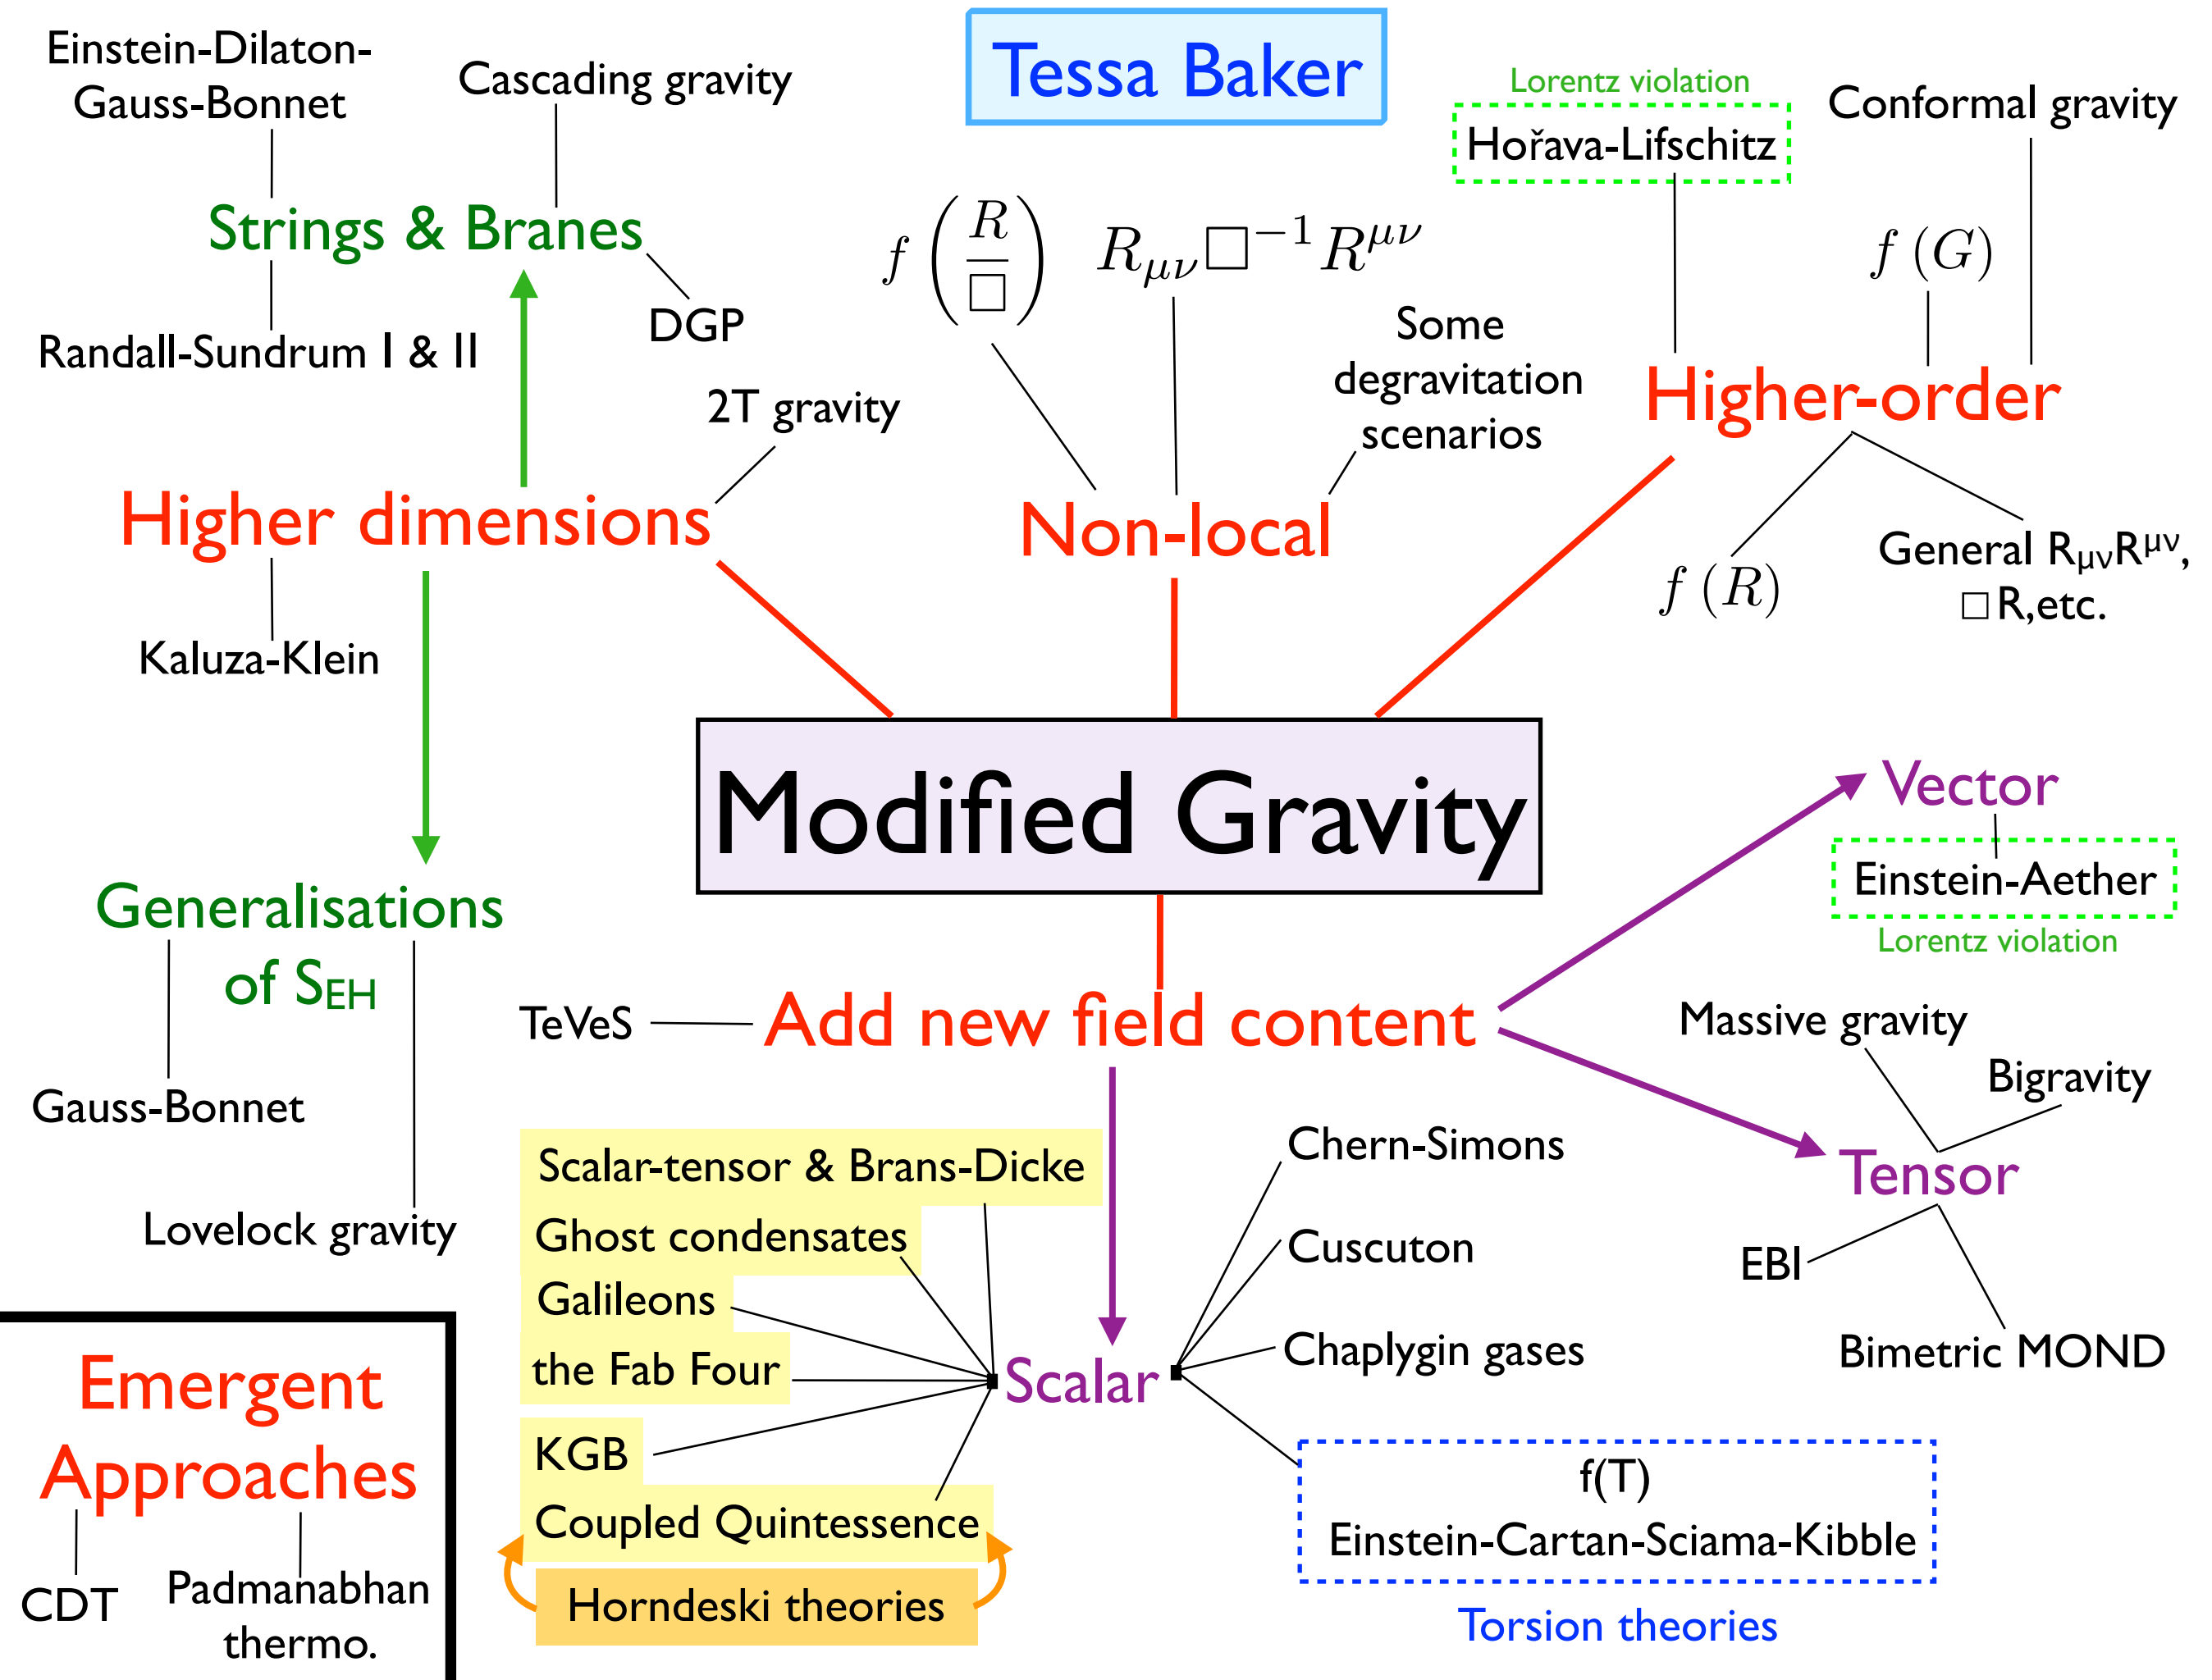 Tessa Baker
Einstein-Dilaton-
Gauss-Bonnet
Cascading gravity
Strings & Branes
Randall-Sundrum I & II
DGP
2T gravity
Higher dimensions
Kaluza-Klein
f (R/□)
R_{μν}□^{-1}R^{μν}
Some
degravitation
scenarios
Non-local
Lorentz violation
Hořava-Lifschitz
Conformal gravity
f (G)
Higher-order
f (R)
General R_{μν}R^{μν},
□R,etc.
Modified Gravity
Generalisations
of S_{EH}
Gauss-Bonnet
Lovelock gravity
TeVeS
Add new field content
Vector
Einstein-Aether
Lorentz violation
Massive gravity
Bigravity
Tensor
EBI
Bimetric MOND
Scalar-tensor & Brans-Dicke
Ghost condensates
Galileons
the Fab Four
KGB
Coupled Quintessence
Horndeski theories
Scalar
Chern-Simons
Cuscuton
Chaplygin gases
f(T)
Einstein-Cartan-Sciama-Kibble
Torsion theories
Emergent
Approaches
CDT
Padmanabhan
thermo.